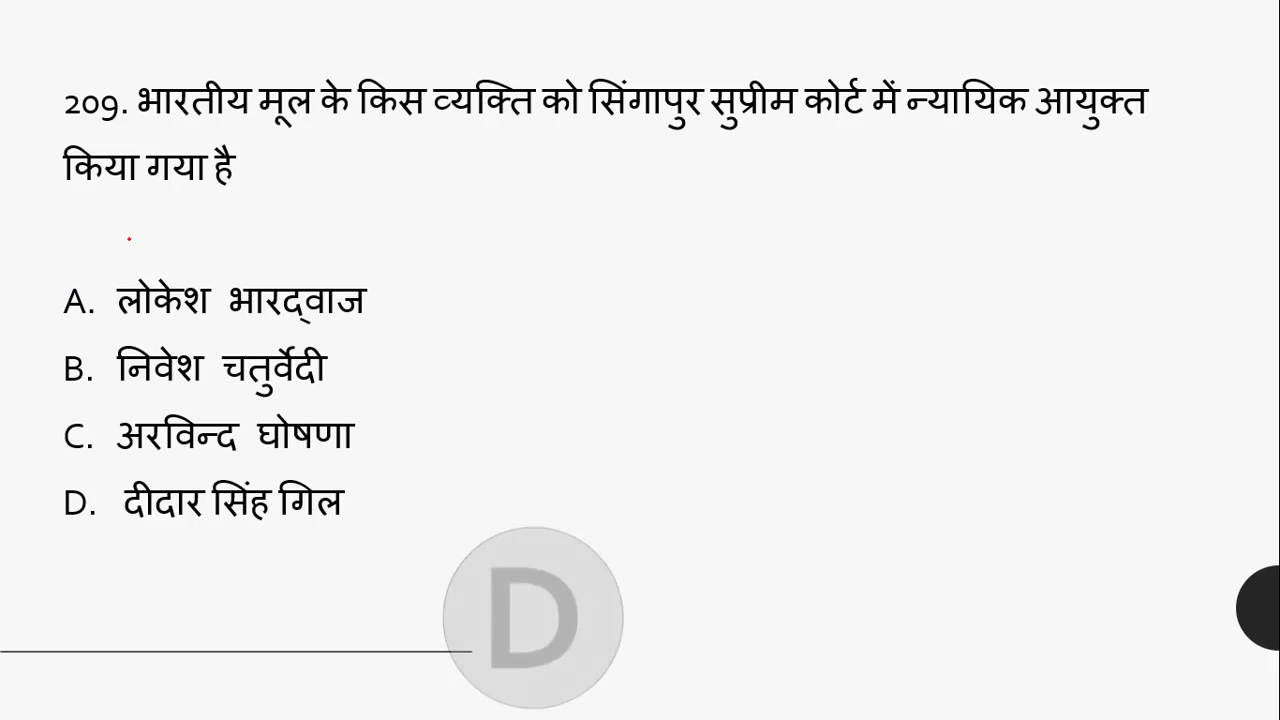 209. भारतीय मूल के किस व्यक्ति को सिंगापुर सुप्रीम कोर्ट में न्यायिक आयुक्त
किया गया है
A. लोकेश भारद्वाज
B. निवेश चतुर्वेदी
C. अरविन्द घोषणा
D. दीदार सिंह गिल
D